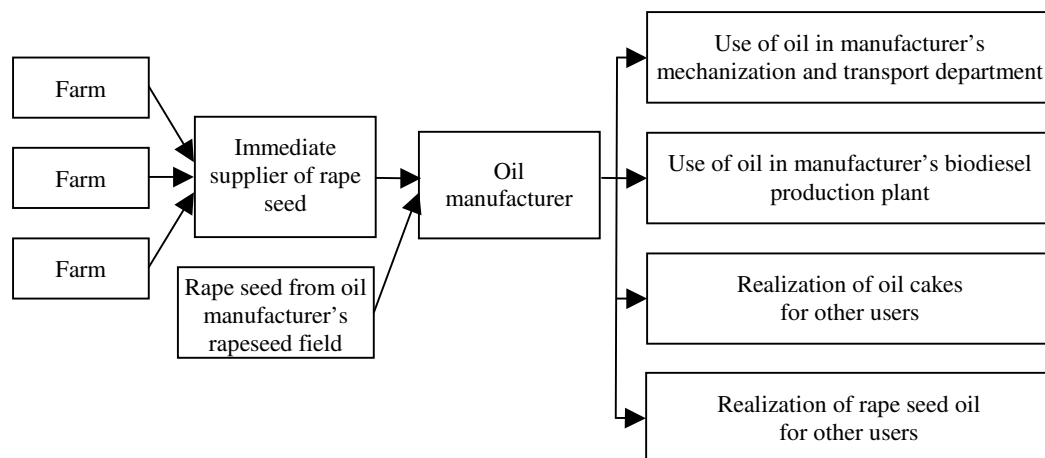 Farm
Farm
Farm
Immediate
supplier of rape
seed
Rape seed from oil
manufacturer’s
rapeseed field
Oil
manufacturer
Use of oil in manufacturer’s
mechanization and transport department
Use of oil in manufacturer’s biodiesel
production plant
Realization of oil cakes
for other users
Realization of rape seed oil
for other users